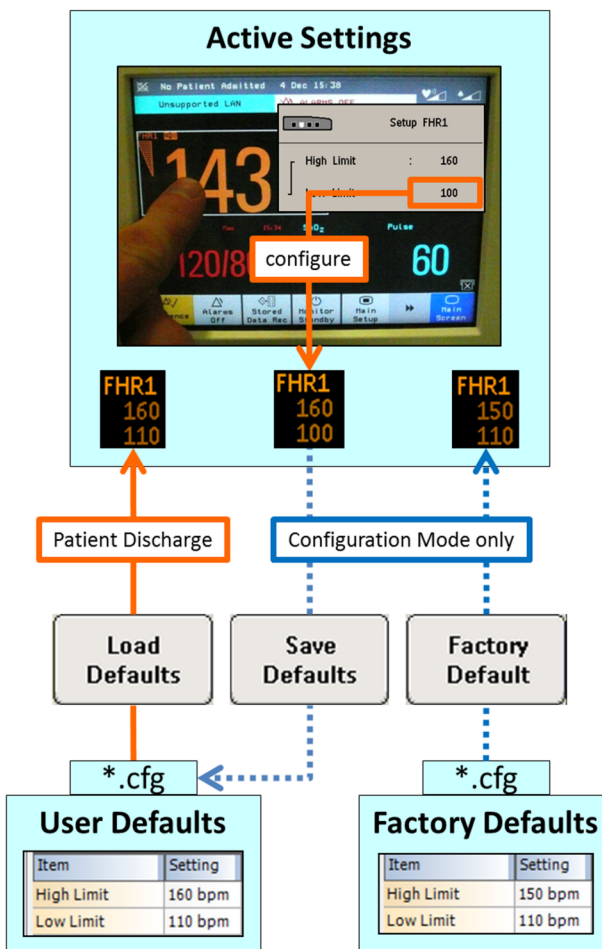 Active Settings
No Patient Admitted 4 Dec 15:38
Unsupported LAN ALARMS OFF
Setup FHR1
FHR1
High Limit : 160
143
Limit 100
15:34 SpO₂ Pulse
configure
120/80
60
Alarms Off
Stored Data Rec
Monitor Standby
Main Setup
Main Screen
FHR1
160
110
FHR1
160
100
FHR1
150
110
Patient Discharge
Configuration Mode only
Load
Defaults
Save
Defaults
Factory
Default
*.cfg
*.cfg
User Defaults
Factory Defaults
Item Setting
High Limit 160 bpm
Low Limit 110 bpm
Item Setting
High Limit 150 bpm
Low Limit 110 bpm